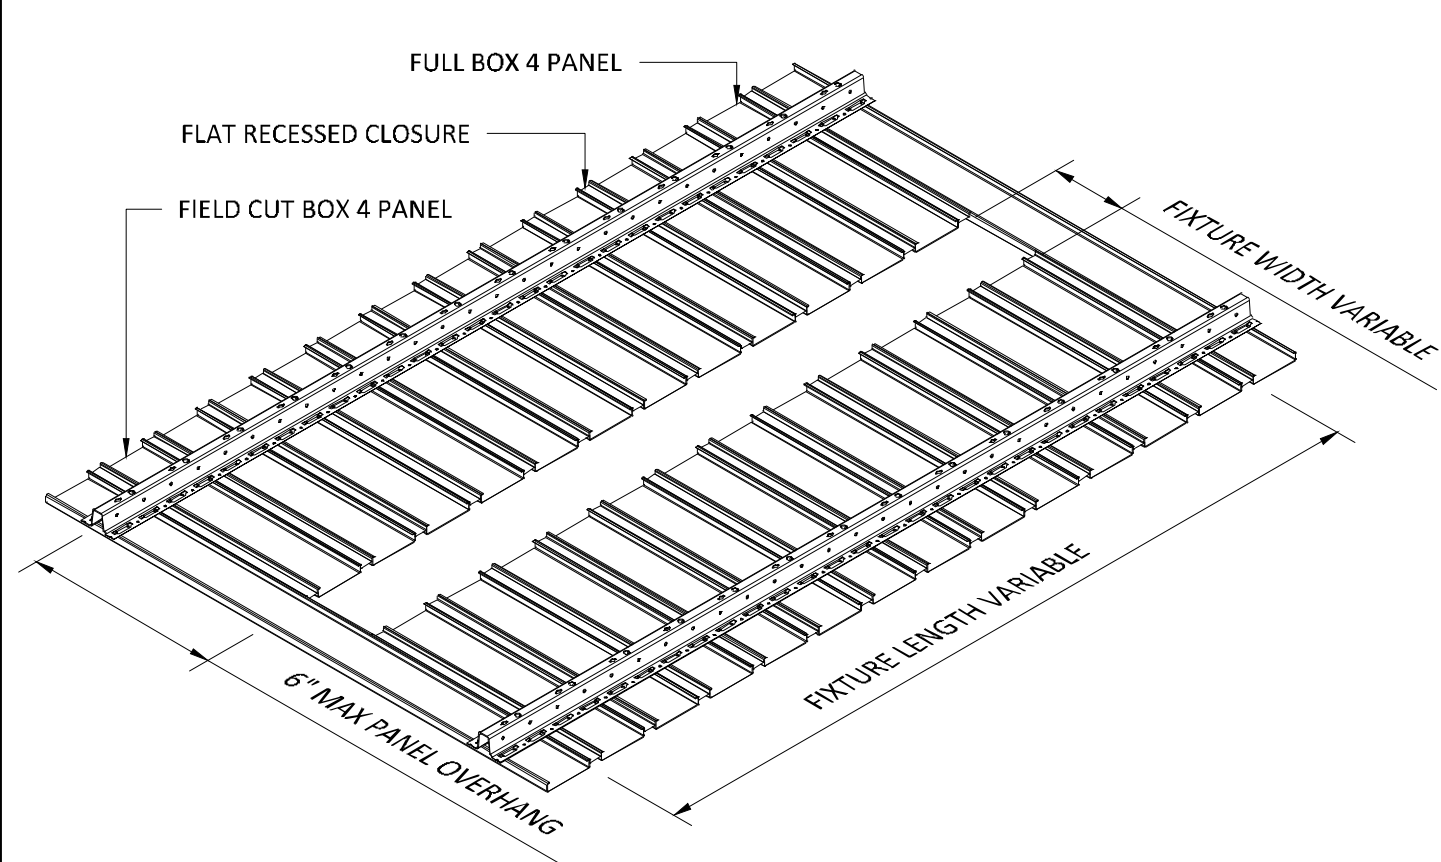 FULL BOX 4 PANEL
FLAT RECESSED CLOSURE
FIELD CUT BOX 4 PANEL
FIXTURE WIDTH VARIABLE
FIXTURE LENGTH VARIABLE
6" MAX PANEL OVERHANG